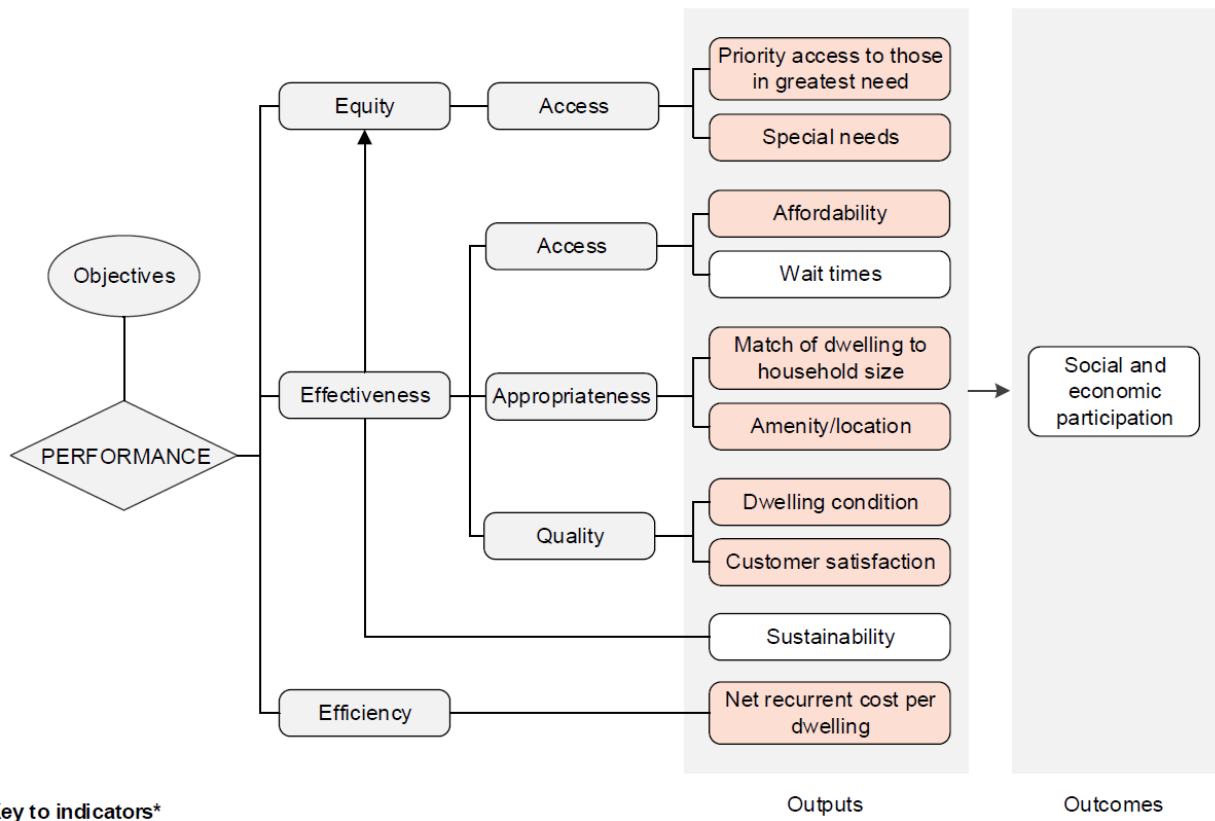 Priority access to those
in greatest need
Equity
Access
Special needs
Affordability
Access
Wait times
Objectives
Match of dwelling to
household size
Social and
economic
participation
Effectiveness
Appropriateness
Amenity/location
PERFORMANCE
Dwelling condition
Quality
Customer satisfaction
Sustainability
Net recurrent cost per
dwelling
Efficiency
Outputs
Outcomes
Key to indicators*